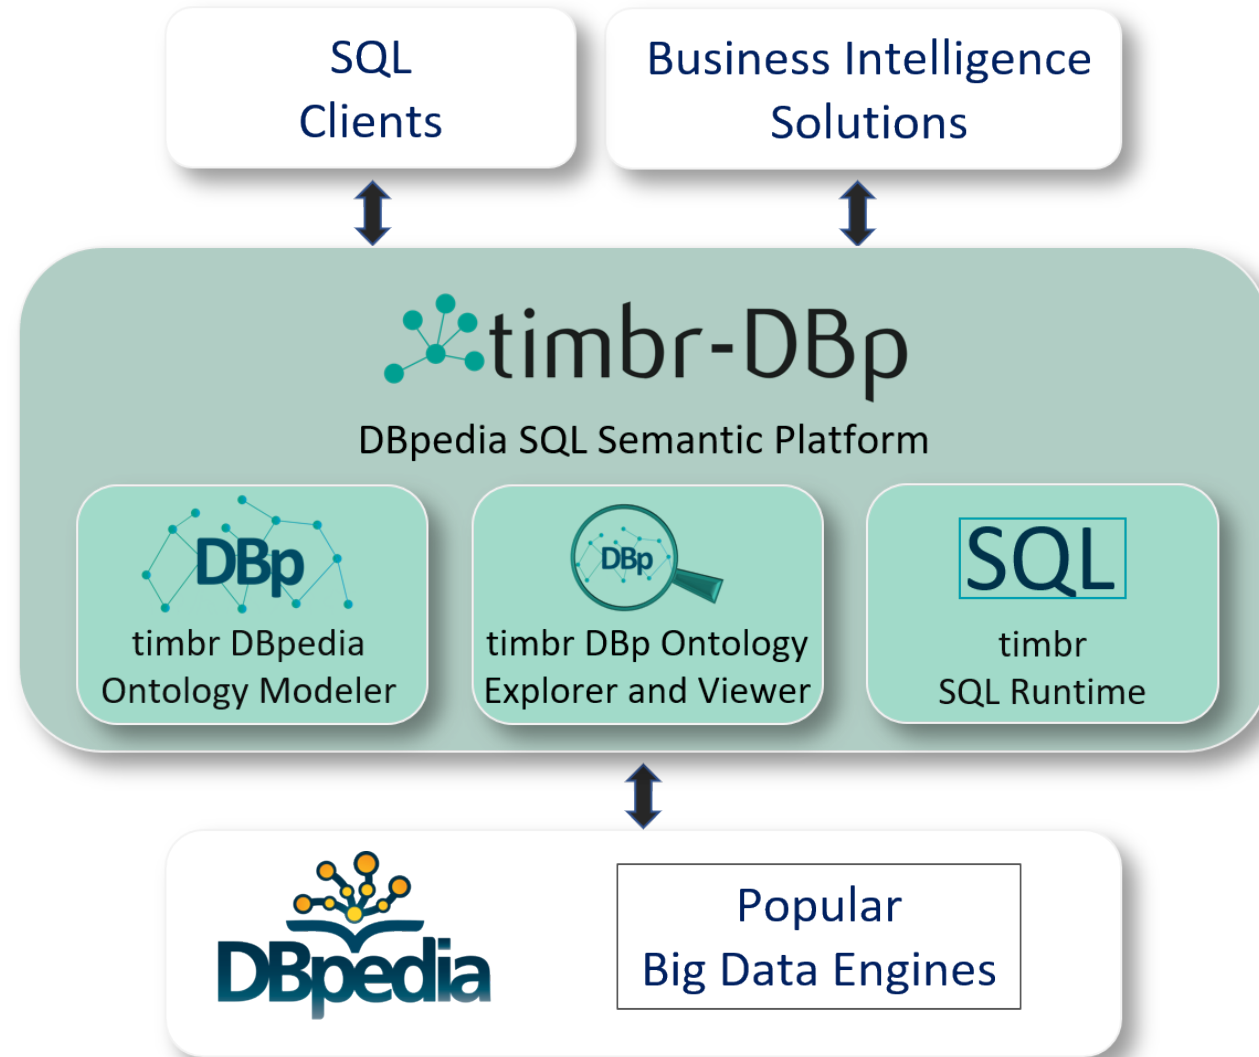 SQL
Clients
Business Intelligence
Solutions
timbr-DBp
DBpedia SQL Semantic Platform
DBp
timbr DBpedia
Ontology Modeler
DBp
timbr DBp Ontology
Explorer and Viewer
SQL
timbr
SQL Runtime
DBpedia
Popular
Big Data Engines